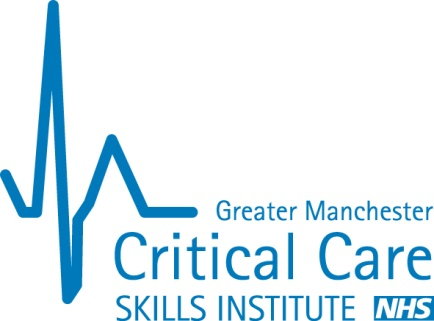 Greater Manchester
Critical Care
SKILLS INSTITUTE NHS